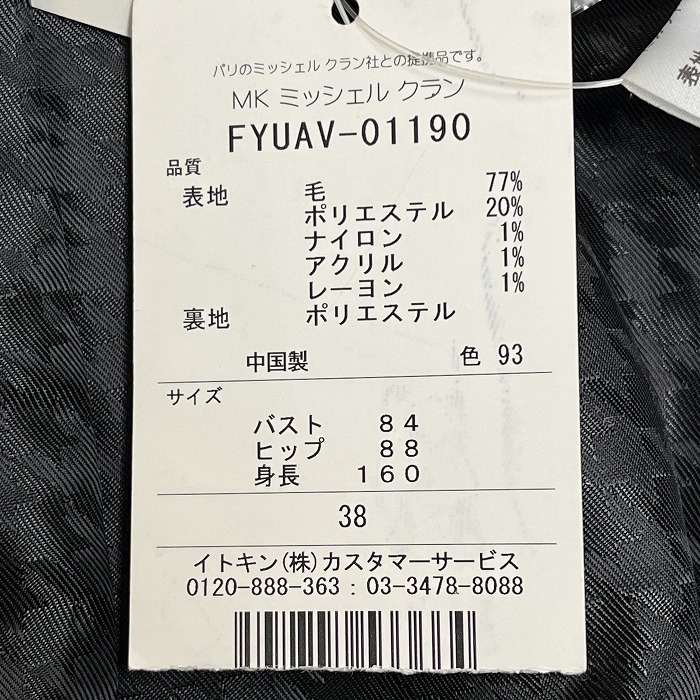 パリのミッシェル クラン社との提携品です。
MK ミッシェル クラン
FYUAV-01190
品質
表地 毛 77%
ポリエステル 20%
ナイロン 1%
アクリル 1%
レーヨン 1%
裏地 ポリエステル
中国製 色 93
サイズ
バスト 84
ヒップ 88
身長 160
38
イトキン(株)カスタマーサービス
0120-888-363 : 03-3478-8088